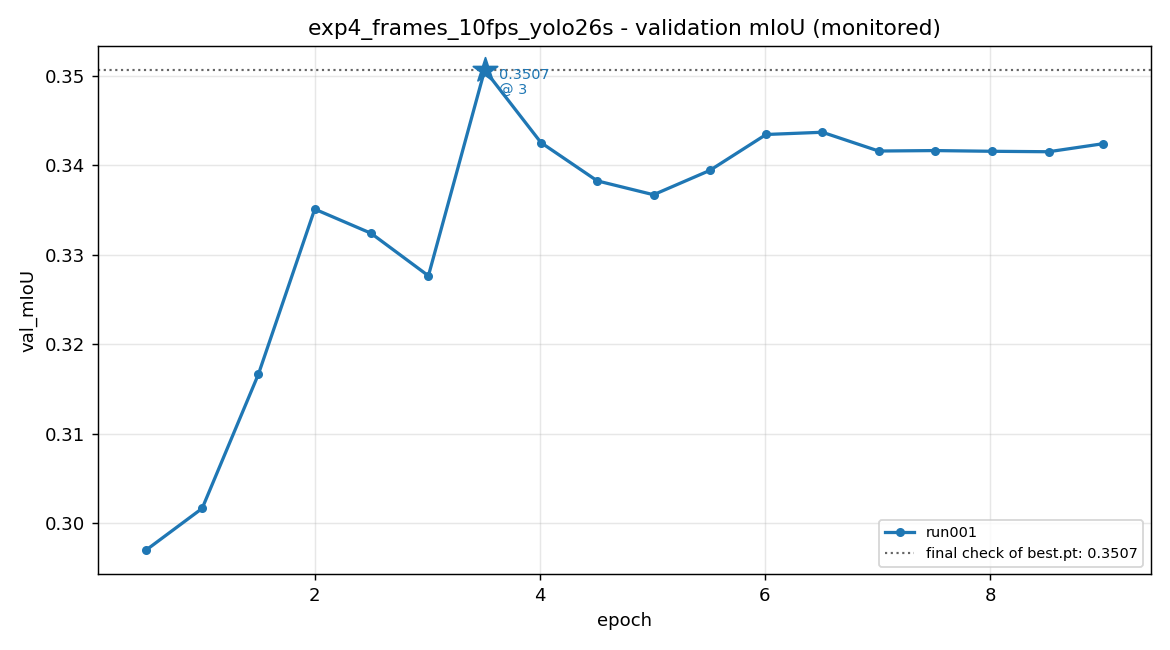 exp4_frames_10fps_yolo26s - validation mIoU (monitored)
val_mIoU
0.35
0.34
0.33
0.32
0.31
0.30
0.3507
@ 3
run001
final check of best.pt: 0.3507
2 4 6 8
epoch